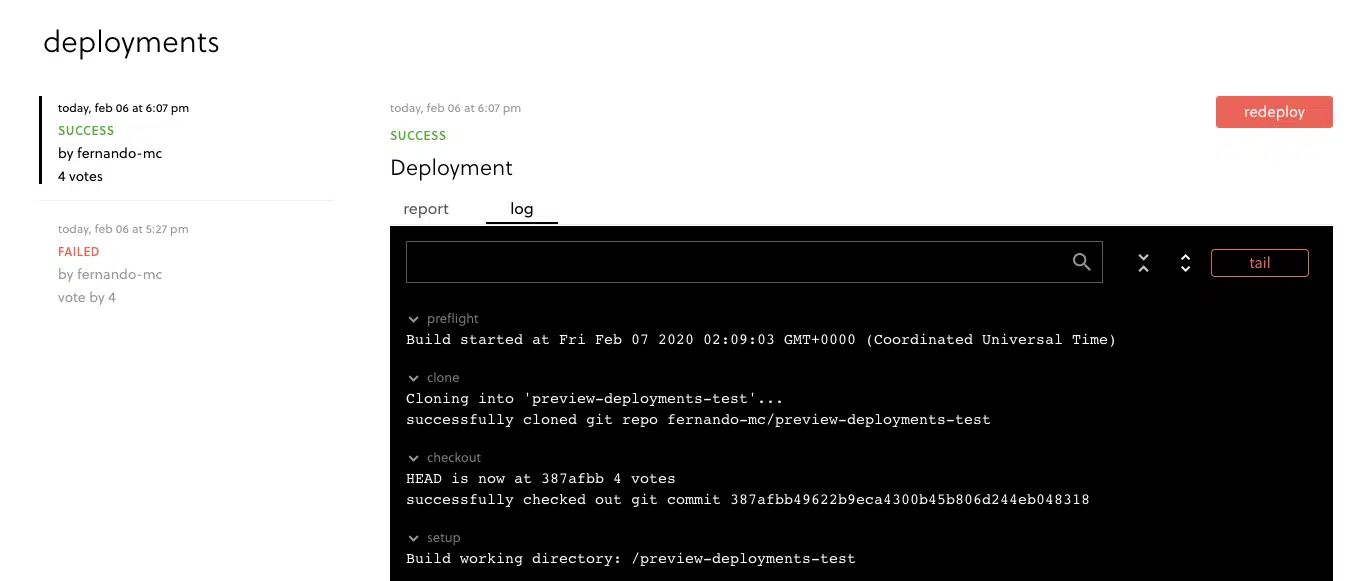 deployments
today, feb 06 at 6:07 pm
SUCCESS
by fernando-mc
4 votes
today, feb 06 at 5:27 pm
FAILED
by fernando-mc
vote by 4
today, feb 06 at 6:07 pm
redeploy
SUCCESS
Deployment
report log
tail
preflight
Build started at Fri Feb 07 2020 02:09:03 GMT+0000 (Coordinated Universal Time)
clone
Cloning into 'preview-deployments-test'...
successfully cloned git repo fernando-mc/preview-deployments-test
checkout
HEAD is now at 387afbb 4 votes
successfully checked out git commit 387afbb49622b9eca4300b45b806d244eb048318
setup
Build working directory: /preview-deployments-test